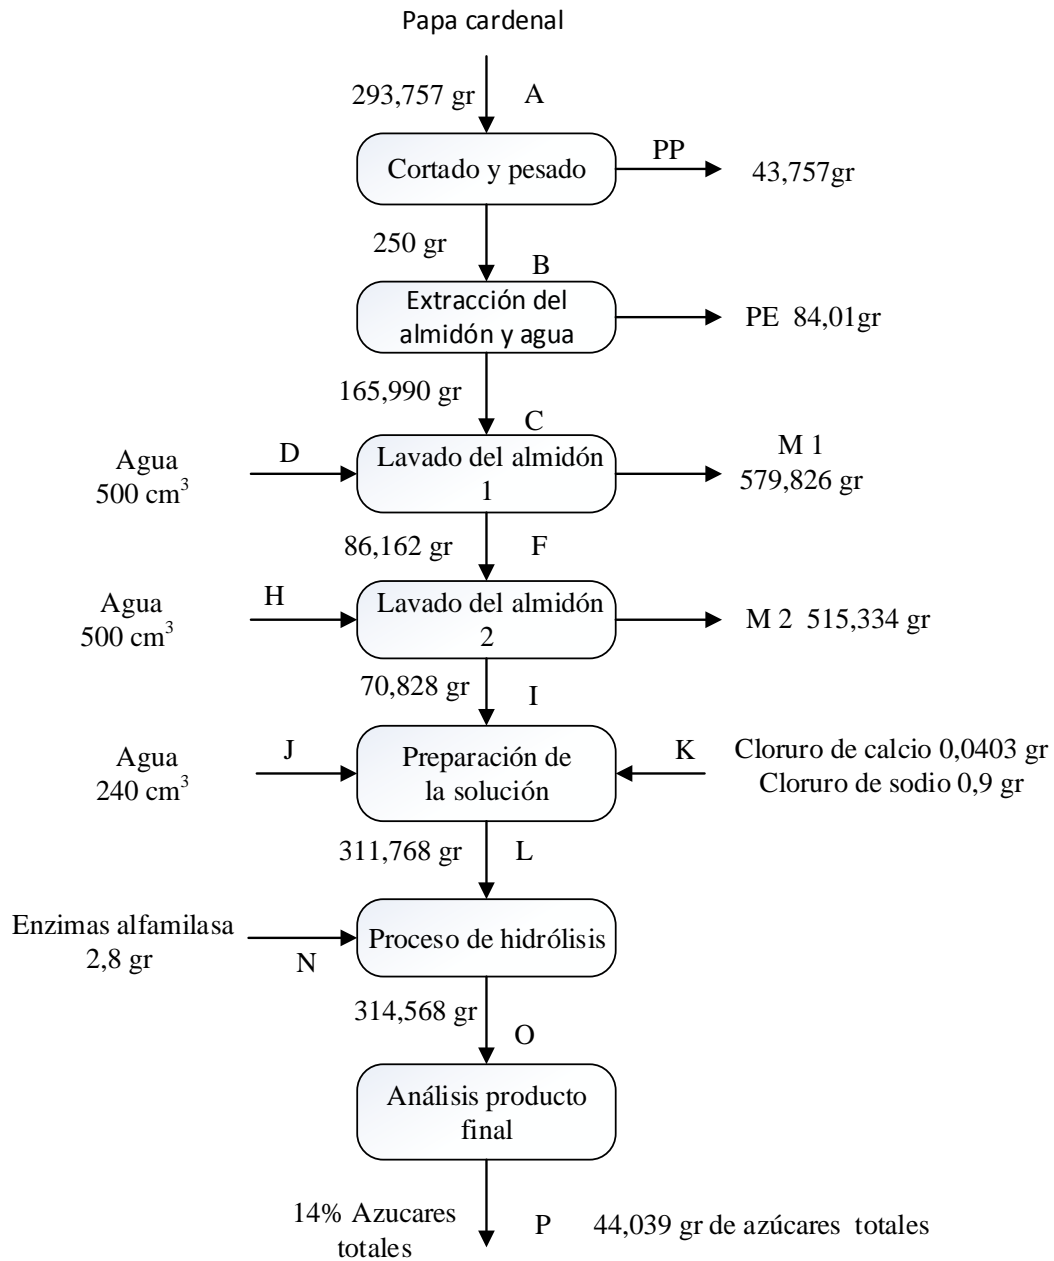 Papa cardenal
293,757 gr
A
Cortado y pesado
PP
43,757gr
250 gr
B
Extracción del
almidón y agua
PE 84,01gr
165,990 gr
C
Agua
500 cm³
D
Lavado del almidón
1
M 1
579,826 gr
86,162 gr
F
Agua
500 cm³
H
Lavado del almidón
2
M 2 515,334 gr
70,828 gr
I
Agua
240 cm³
J
Preparación de
la solución
K
Cloruro de calcio 0,0403 gr
Cloruro de sodio 0,9 gr
311,768 gr
L
Enzimas alfamilasa
2,8 gr
N
Proceso de hidrólisis
314,568 gr
O
Análisis producto
final
14% Azucares
totales
P
44,039 gr de azúcares totales